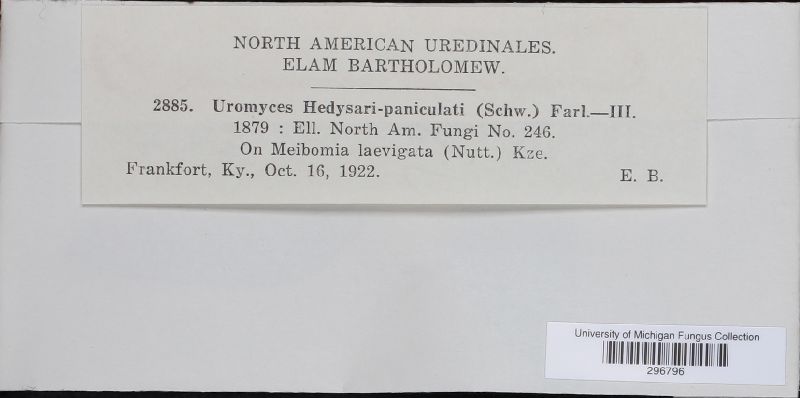 NORTH AMERICAN UREDINALES.
ELAM BARTHOLOMEW.
2885. Uromyces Hedysari-paniculati (Schw.) Farl.—III.
1879 : Ell. North Am. Fungi No. 246.
On Meibomia laevigata (Nutt.) Kze.
Frankfort, Ky., Oct. 16, 1922. E. B.
University of Michigan Fungus Collection
296796